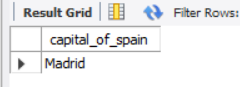 Result Grid Filter Rows:
capital_of_spain
Madrid